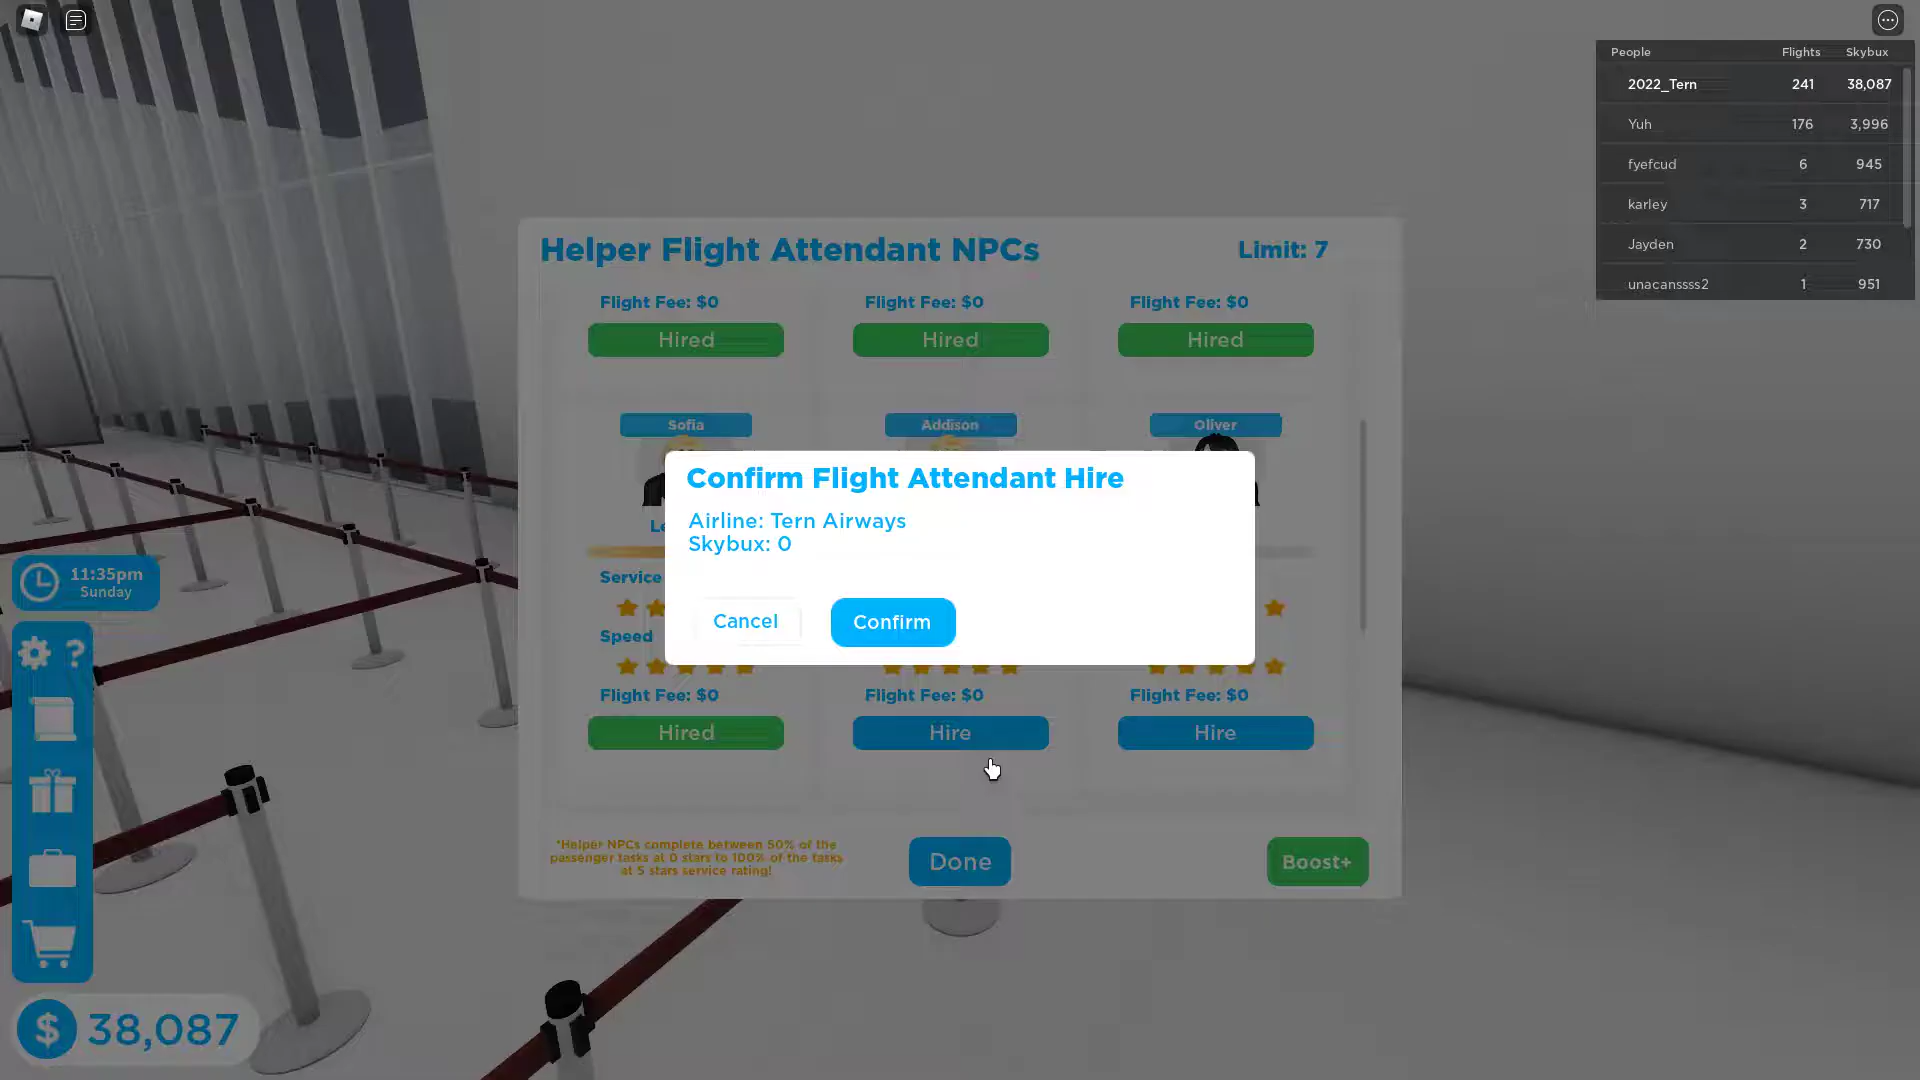 People Flights Skybux
2022_Tern 241 38,087
Yuh 176 3,996
fyefcud 6 945
karley 3 717
Jayden 2 730
unacanssss2 1 951
Helper Flight Attendant NPCs
Limit: 7
Flight Fee: $0 Flight Fee: $0 Flight Fee: $0
Hired Hired Hired
Sofia Addison Oliver
Confirm Flight Attendant Hire
Airline: Tern Airways
Skybux: 0
Service
Cancel Confirm
Speed
Flight Fee: $0 Flight Fee: $0 Flight Fee: $0
Hired Hire Hire
*Helper NPCs complete between 50% of the
passenger tasks at 0 stars to 100% of the tasks
at 5 stars service rating!
Done
Boost+
11:35pm
Sunday
?
$ 38,087